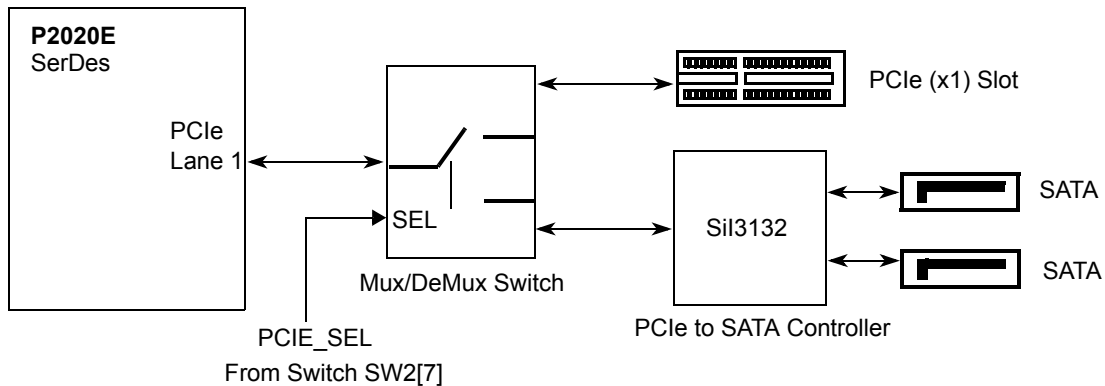 P2020E
SerDes
PCIe
Lane 1
SEL
Mux/DeMux Switch
PCIE_SEL
From Switch SW2[7]
PCIe (x1) Slot
SiI3132
PCIe to SATA Controller
SATA
SATA